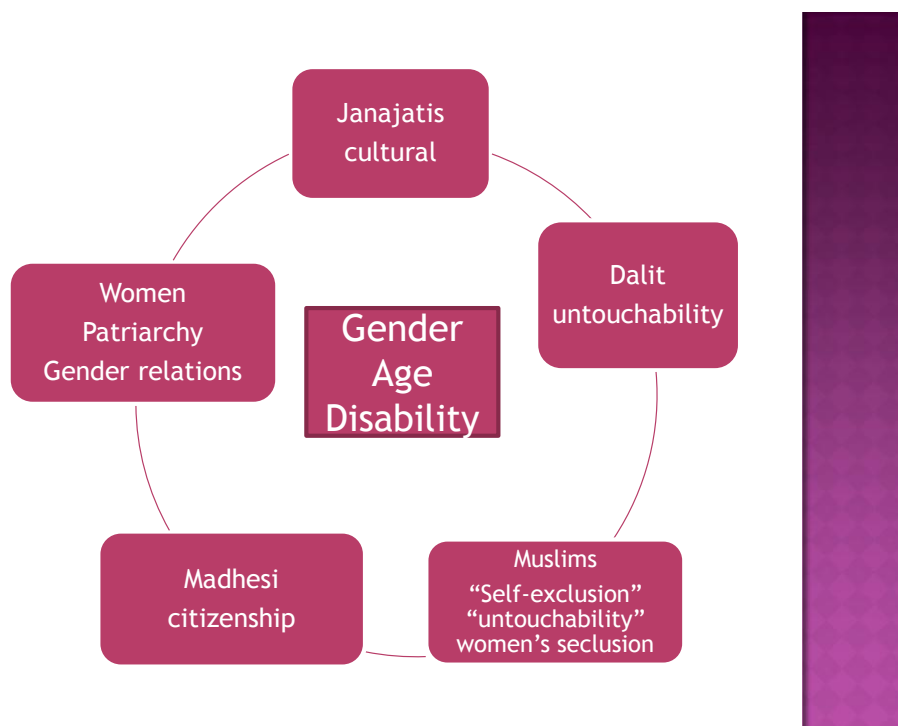 Janajatis
cultural
Dalit
untouchability
Muslims
“Self-exclusion”
“untouchability”
women’s seclusion
Madhesi
citizenship
Women
Patriarchy
Gender relations
Gender
Age
Disability